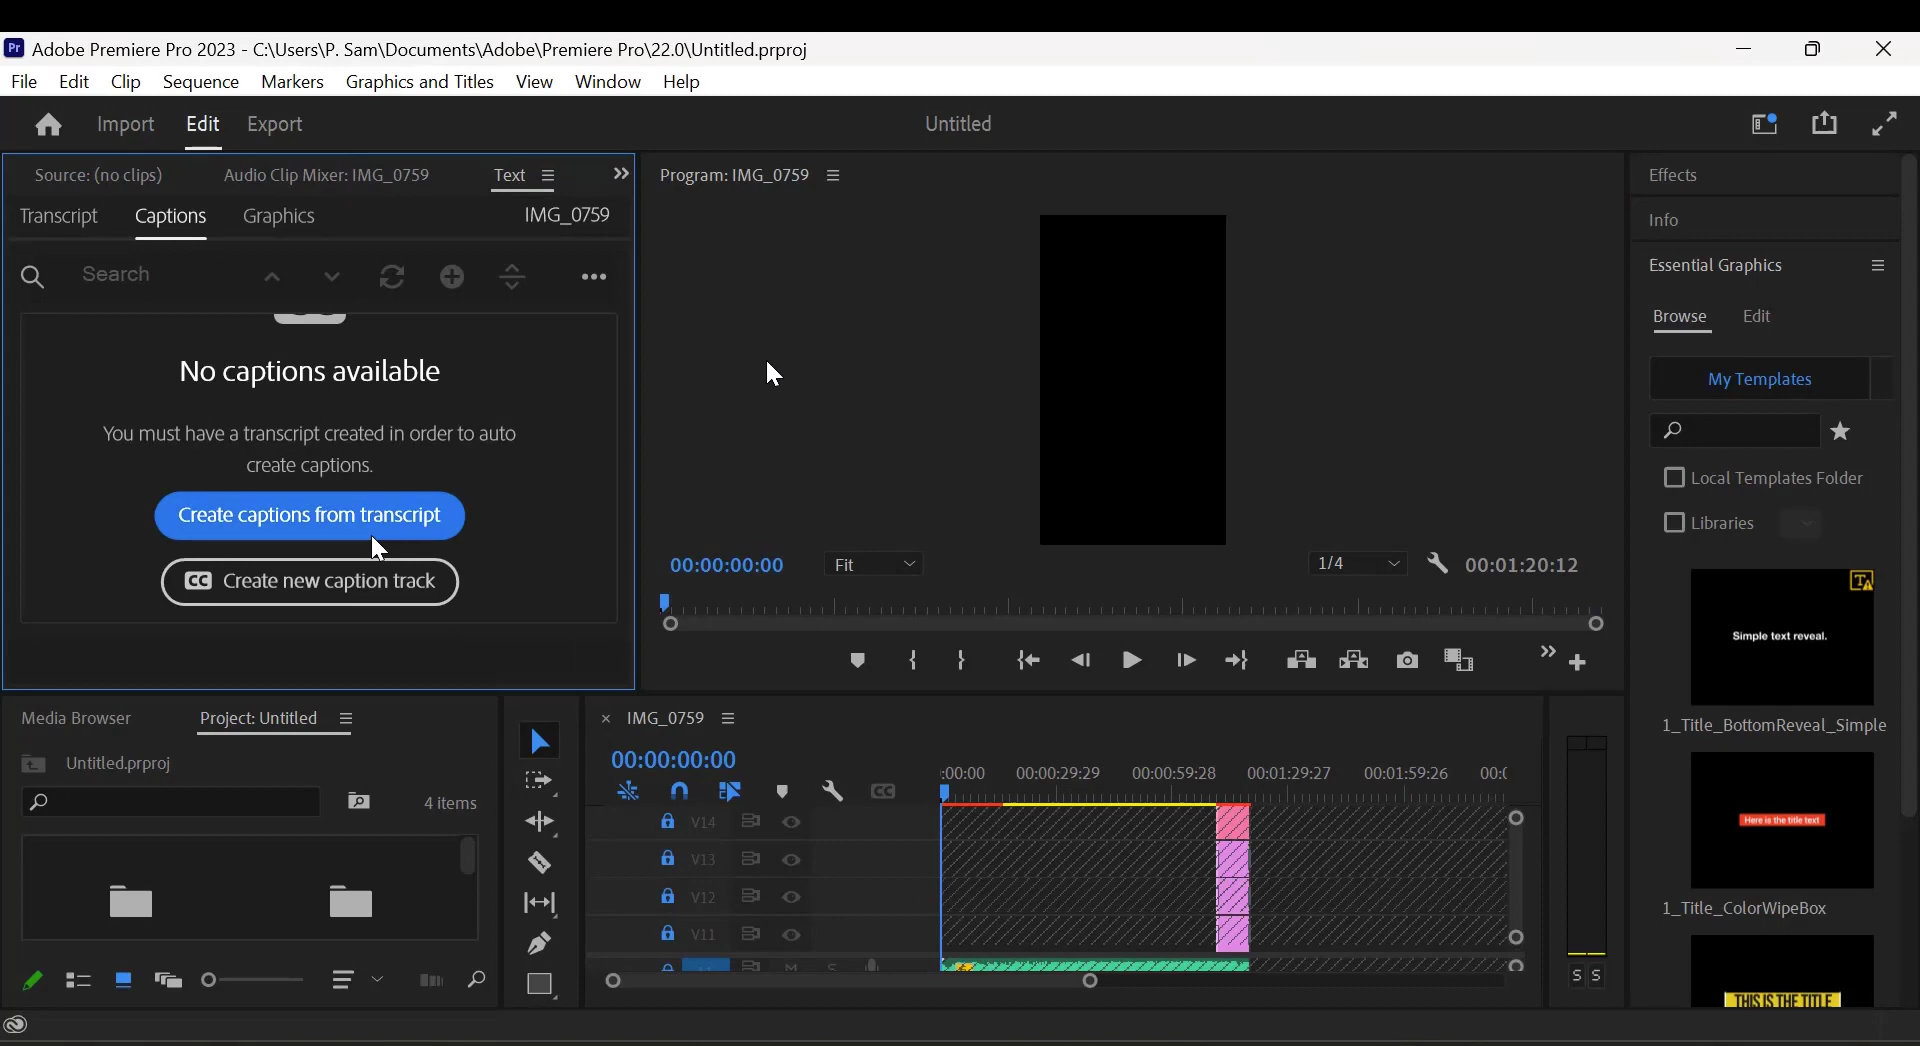 Pr Adobe Premiere Pro 2023 - C:\Users\P. Sam\Documents\Adobe\Premiere Pro\22.0\Untitled.prproj
File Edit Clip Sequence Markers Graphics and Titles View Window Help
Import Edit Export Untitled
Source: (no clips) Audio Clip Mixer: IMG_0759 Text
Transcript Captions Graphics IMG_0759
Search
No captions available
You must have a transcript created in order to auto
create captions.
Create captions from transcript
CC Create new caption track
Program: IMG_0759
00:00:00:00 Fit 1/4 00:01:20:12
Effects
Info
Essential Graphics
Browse Edit
My Templates
Local Templates Folder
Libraries
Simple text reveal.
1_Title_BottomReveal_Simple
Here is the title text
1_Title_ColorWipeBox
THIS IS THE TITLE
Media Browser Project: Untitled
Untitled.prproj
4 items
× IMG_0759
00:00:00:00
CC
:00:00 00:00:29:29 00:00:59:28 00:01:29:27 00:01:59:26 00:0
V14
V13
V12
V11
M S
S S